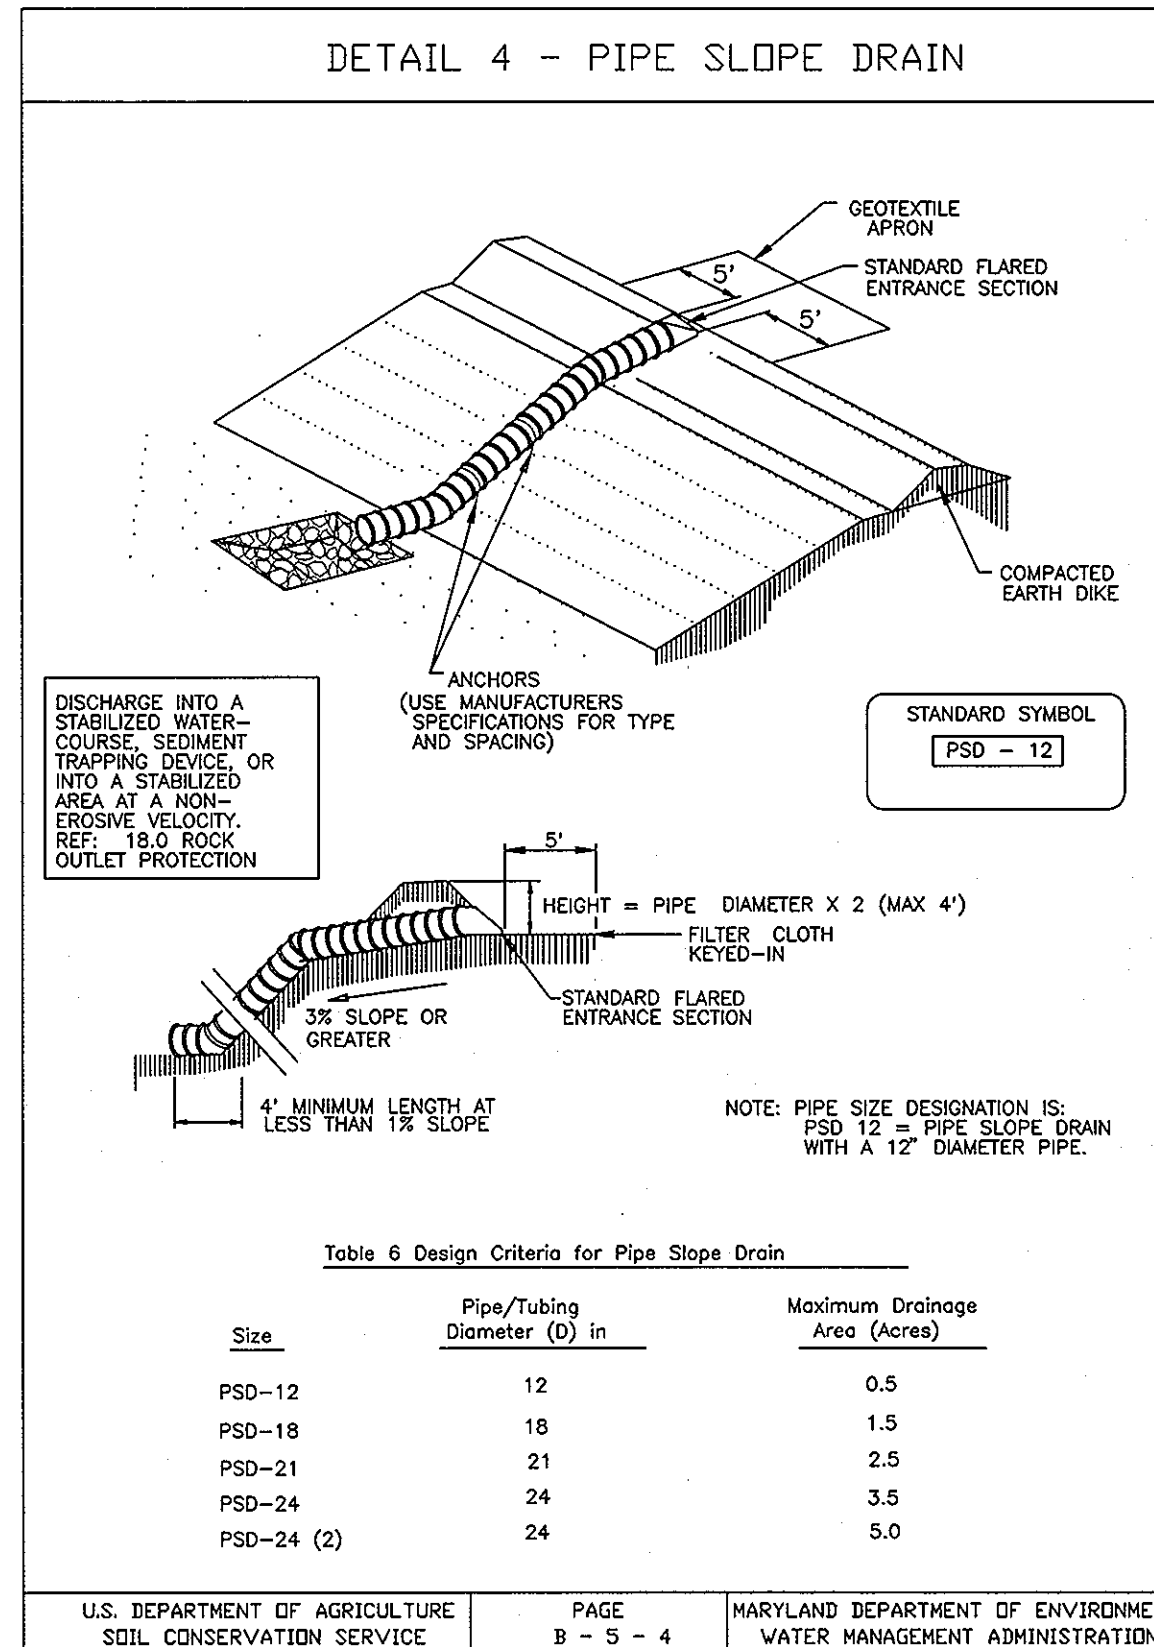 DETAIL 4 - PIPE SLOPE DRAIN
GEOTEXTILE
APRON
STANDARD FLARED
ENTRANCE SECTION
5'
5'
COMPACTED
EARTH DIKE
ANCHORS
(USE MANUFACTURERS
SPECIFICATIONS FOR TYPE
AND SPACING)
DISCHARGE INTO A
STABILIZED WATER-
COURSE, SEDIMENT
TRAPPING DEVICE, OR
INTO A STABILIZED
AREA AT A NON-
EROSIVE VELOCITY.
REF: 18.0 ROCK
OUTLET PROTECTION
STANDARD SYMBOL
PSD - 12
5'
HEIGHT = PIPE DIAMETER X 2 (MAX 4')
FILTER CLOTH
KEYED-IN
STANDARD FLARED
ENTRANCE SECTION
3% SLOPE OR
GREATER
4' MINIMUM LENGTH AT
LESS THAN 1% SLOPE
NOTE: PIPE SIZE DESIGNATION IS:
PSD 12 = PIPE SLOPE DRAIN
WITH A 12" DIAMETER PIPE.
Table 6 Design Criteria for Pipe Slope Drain
Size Pipe/Tubing Diameter (D) in Maximum Drainage Area (Acres)
PSD-12 12 0.5
PSD-18 18 1.5
PSD-21 21 2.5
PSD-24 24 3.5
PSD-24 (2) 24 5.0
U.S. DEPARTMENT OF AGRICULTURE
SOIL CONSERVATION SERVICE
PAGE
B - 5 - 4
MARYLAND DEPARTMENT OF ENVIRONME
WATER MANAGEMENT ADMINISTRATION